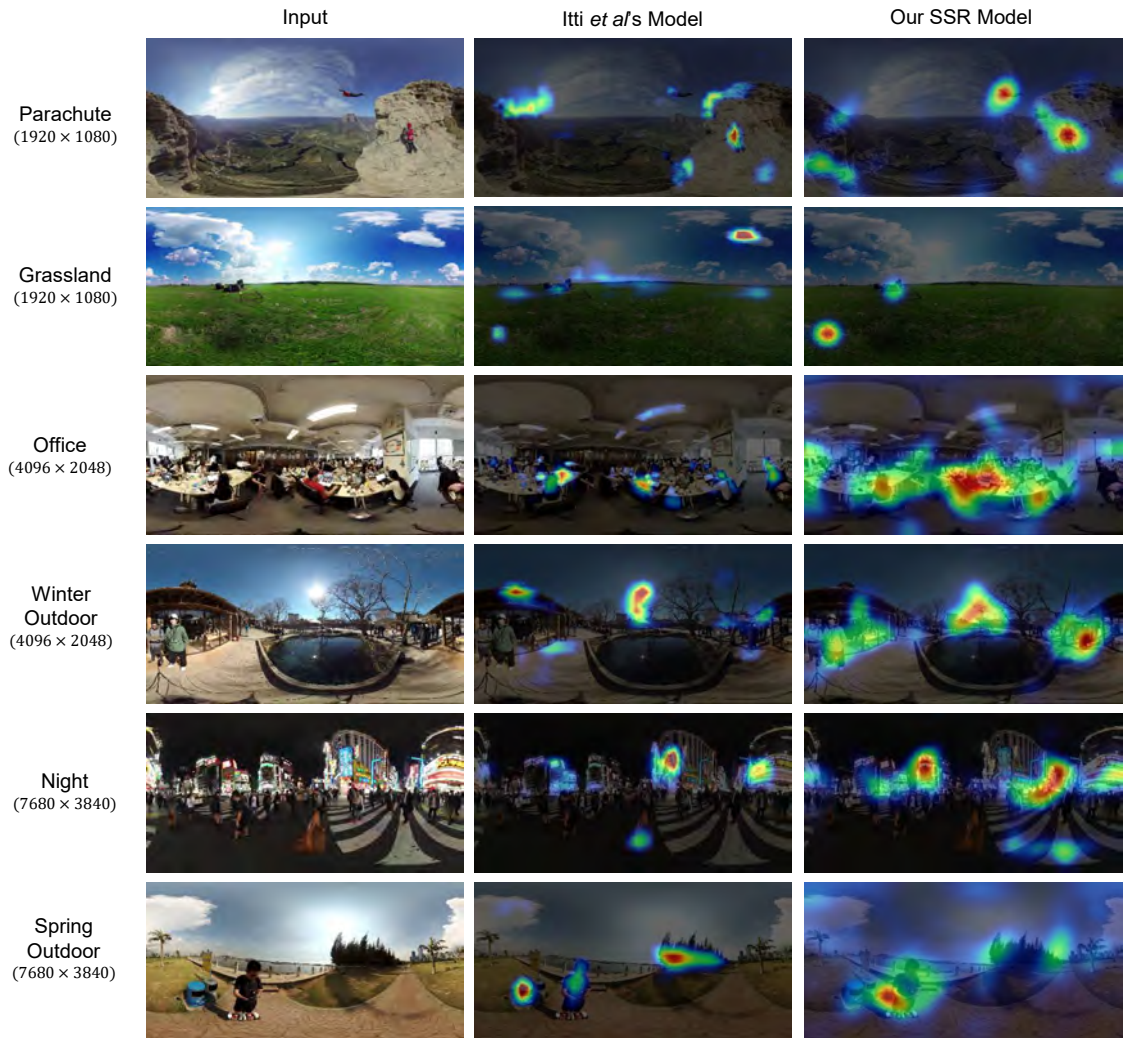 Input
Itti et al's Model
Our SSR Model
Parachute
(1920 × 1080)
Grassland
(1920 × 1080)
Office
(4096 × 2048)
Winter
Outdoor
(4096 × 2048)
Night
(7680 × 3840)
Spring
Outdoor
(7680 × 3840)